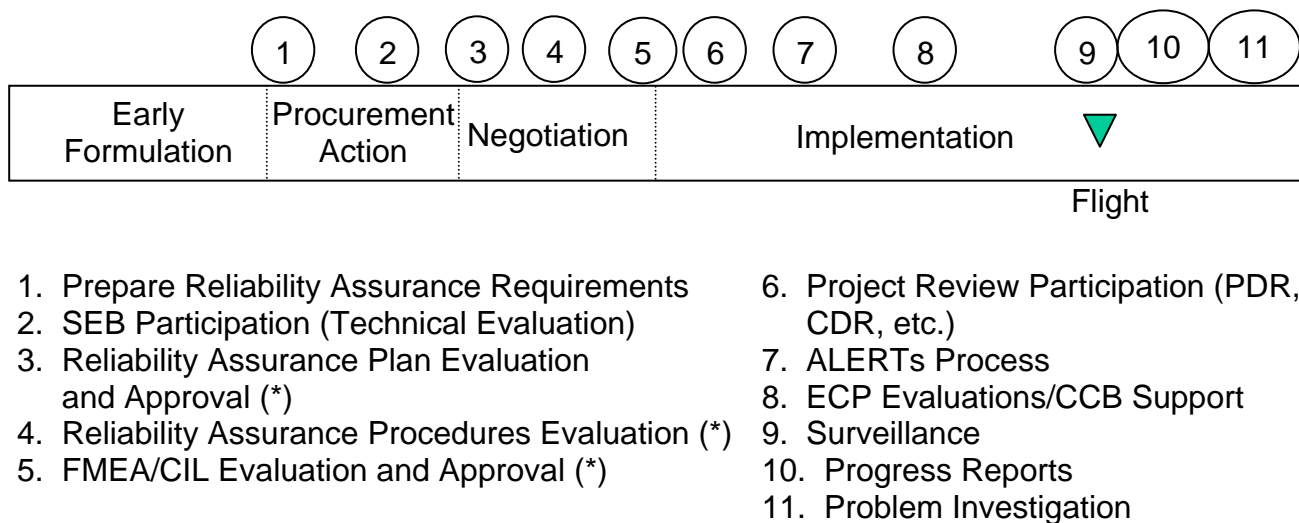 1 2 3 4 5 6 7 8 9 10 11
Early
Formulation
Procurement
Action
Negotiation
Implementation
Flight
1. Prepare Reliability Assurance Requirements
2. SEB Participation (Technical Evaluation)
3. Reliability Assurance Plan Evaluation
and Approval (*)
4. Reliability Assurance Procedures Evaluation (*)
5. FMEA/CIL Evaluation and Approval (*)
6. Project Review Participation (PDR,
CDR, etc.)
7. ALERTs Process
8. ECP Evaluations/CCB Support
9. Surveillance
10. Progress Reports
11. Problem Investigation